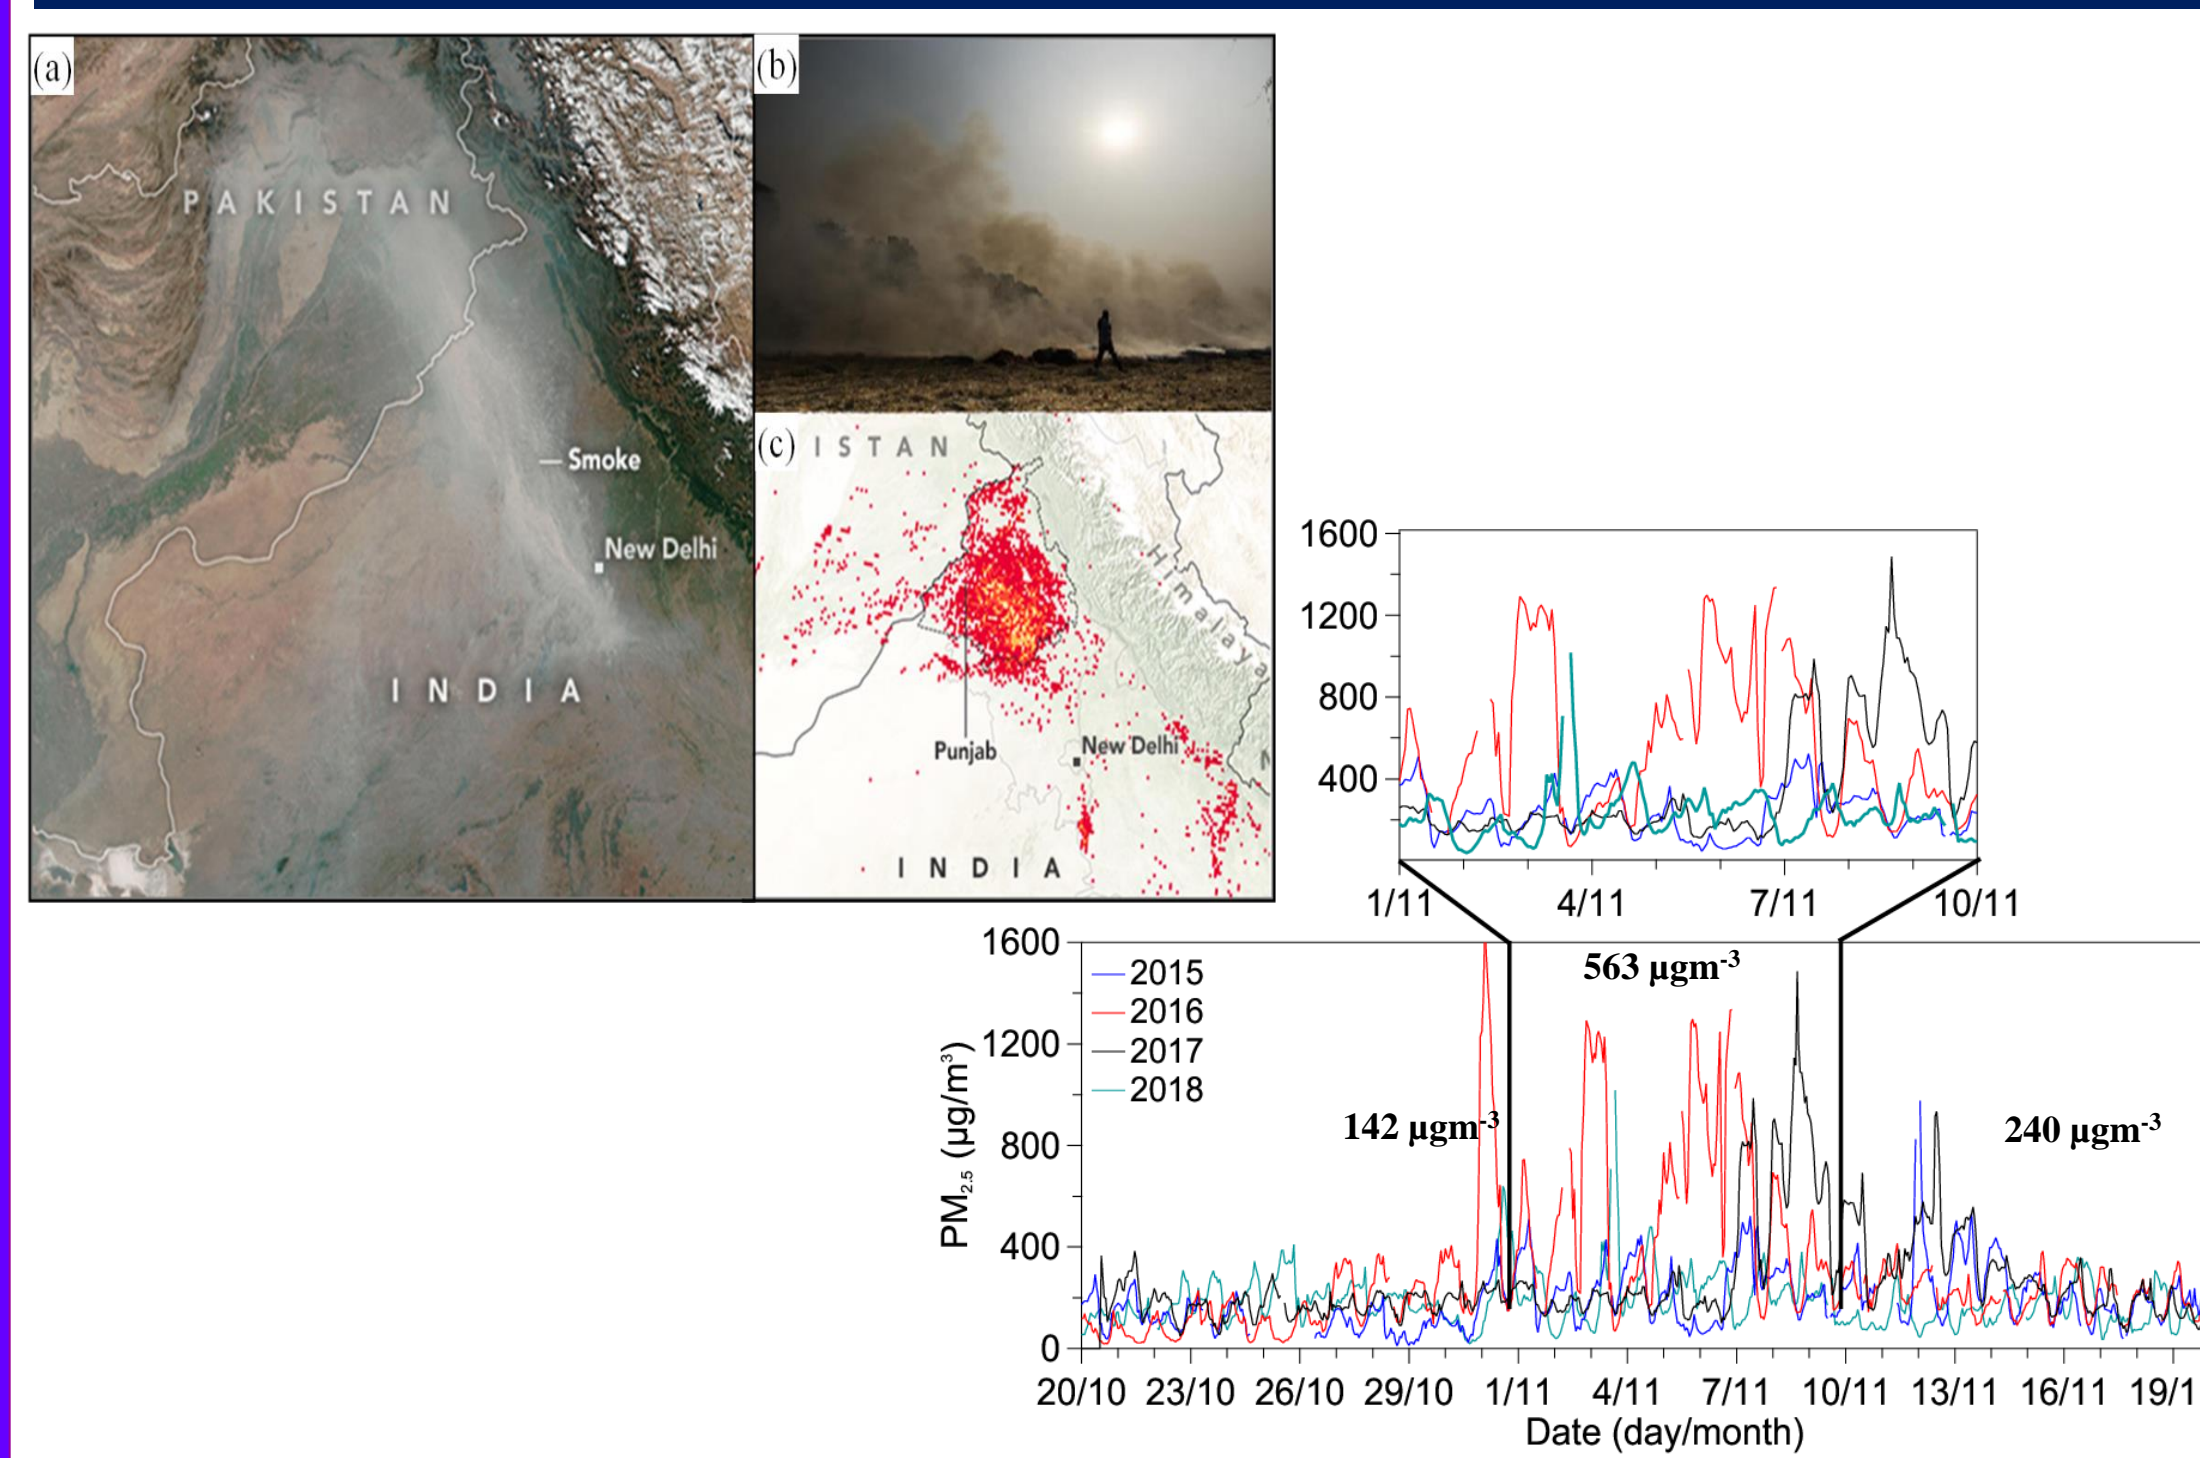 (a)
PAKISTAN
Smoke
New Delhi
INDIA
(b)
(c) ISTAN
Himalaya
Punjab
New Delhi
N
INDIA
1600
1200
800
400
1/11 4/11 7/11 10/11
1600
1200
800
400
0
PM2.5 (µg/m³)
2015
2016
2017
2018
142 µgm-3
563 µgm-3
240 µgm-3
20/10 23/10 26/10 29/10 1/11 4/11 7/11 10/11 13/11 16/11 19/1
Date (day/month)